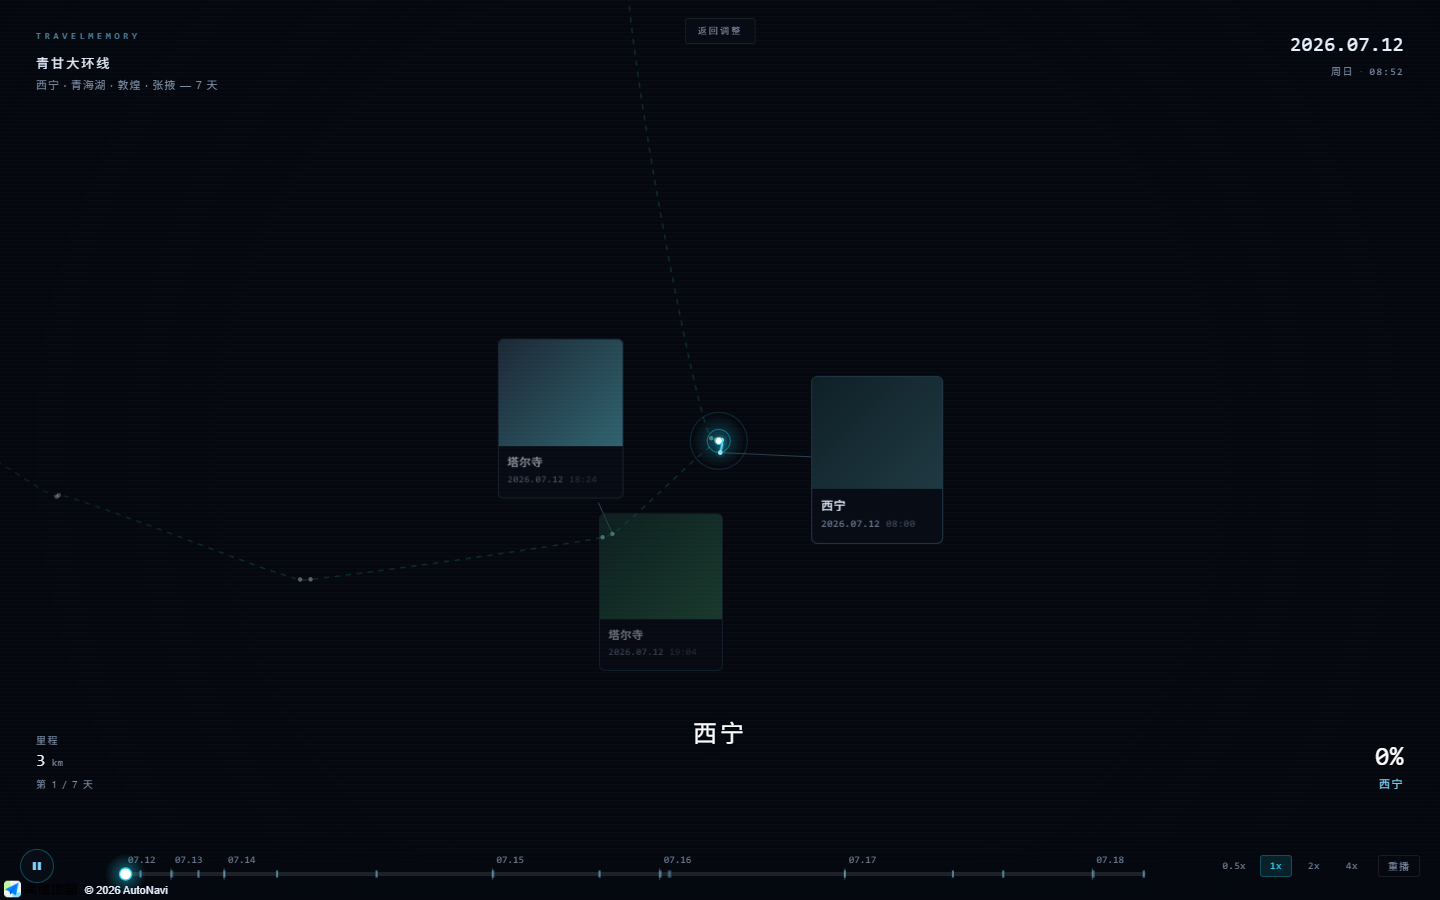 TRAVELMEMORY
青甘大环线
西宁 · 青海湖 · 敦煌 · 张掖 — 7 天
返回调整
2026.07.12
周日 · 08:52
塔尔寺
2026.07.12 18:24
西宁
2026.07.12 08:00
塔尔寺
2026.07.12 19:04
西宁
里程
3 km
第 1 / 7 天
0%
西宁
07.12 07.13 07.14 07.15 07.16 07.17 07.18
0.5x 1x 2x 4x 重播
© 2026 AutoNavi